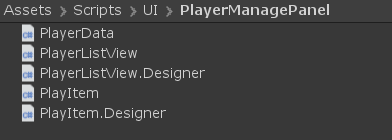 Assets > Scripts > UI > PlayerManagePanel
PlayerData
PlayerListView
PlayerListView.Designer
PlayItem
PlayItem.Designer